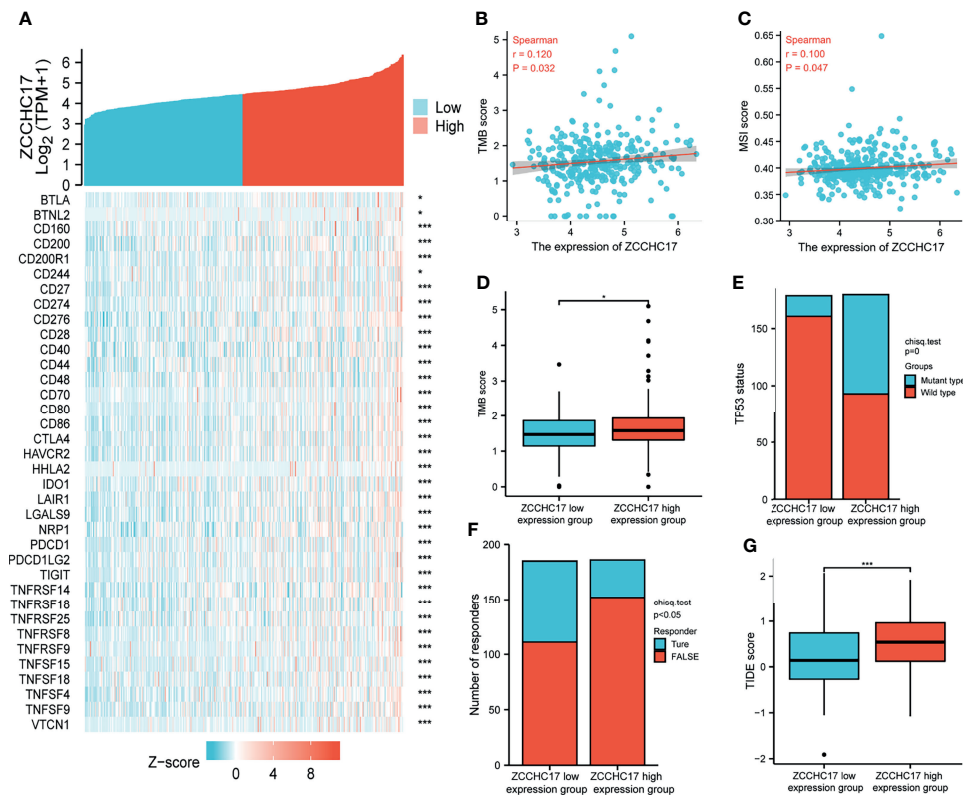 A
ZCCHC17
Log2 (TPM+1)
6
5
4
3
2
1
0
Low
High
BTLA *
BTNL2 *
CD160 ***
CD200 ***
CD200R1 ***
CD244 *
CD27 ***
CD274 ***
CD276 ***
CD28 ***
CD40 ***
CD44 ***
CD48 ***
CD70 ***
CD80 ***
CD86 ***
CTLA4 ***
HAVCR2 ***
HHLA2 ***
IDO1 ***
LAIR1 ***
LGALS9 ***
NRP1 ***
PDCD1 ***
PDCD1LG2 ***
TIGIT ***
TNFRSF14 ***
TNFRSF18 ***
TNFRSF25 ***
TNFRSF8 ***
TNFRSF9 ***
TNFSF15 ***
TNFSF18 ***
TNFSF4 ***
TNFSF9 ***
VTCN1 ***
Z-score
0 4 8
B
Spearman
r = 0.120
P = 0.032
TMB score
5
4
3
2
1
0
3 4 5 6
The expression of ZCCHC17
C
Spearman
r = 0.100
P = 0.047
MSI score
0.65
0.60
0.55
0.50
0.45
0.40
0.35
0.30
3 4 5 6
The expression of ZCCHC17
D
*
TMB score
5
4
3
2
1
0
ZCCHC17 low
expression group
ZCCHC17 high
expression group
E
TP53 status
150
100
50
0
chisq.test
p=0
Groups
Mutant type
Wild type
ZCCHC17 low
expression group
ZCCHC17 high
expression group
F
Number of responders
200
150
100
50
0
chisq.test
p<0.05
Responder
Ture
FALSE
ZCCHC17 low
expression group
ZCCHC17 high
expression group
G
***
TIDE score
2
1
0
−1
−2
ZCCHC17 low
expression group
ZCCHC17 high
expression group